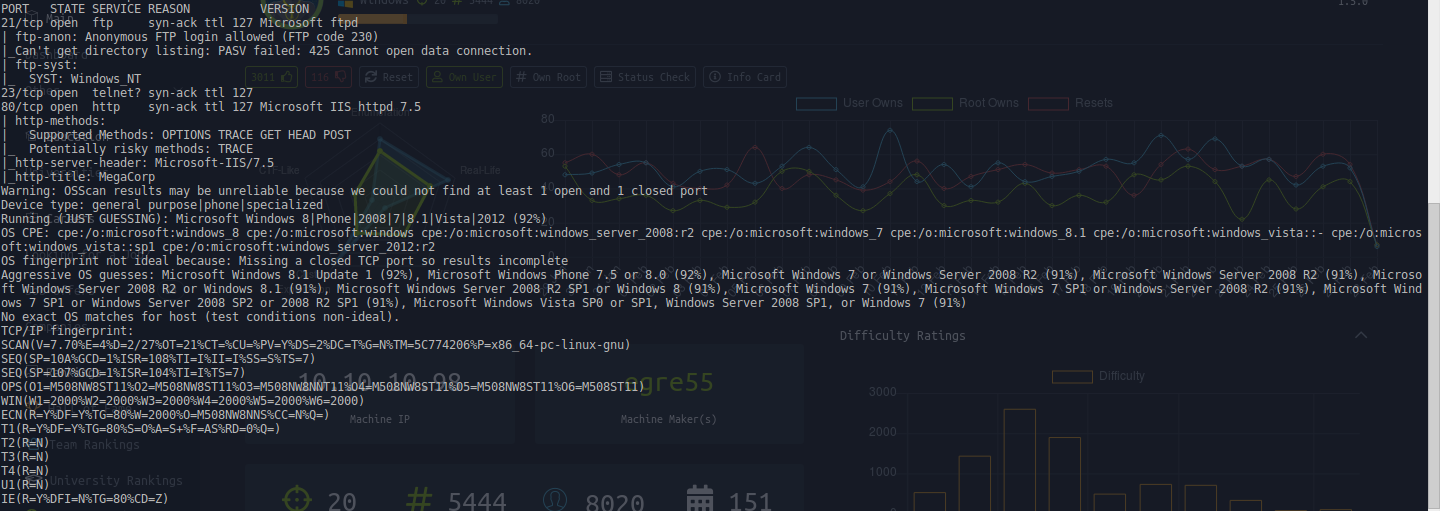 PORT   STATE SERVICE REASON          VERSION
21/tcp open  ftp     syn-ack ttl 127 Microsoft ftpd
| ftp-anon: Anonymous FTP login allowed (FTP code 230)
|_Can't get directory listing: PASV failed: 425 Cannot open data connection.
| ftp-syst:
|_  SYST: Windows_NT
23/tcp open  telnet? syn-ack ttl 127
80/tcp open  http    syn-ack ttl 127 Microsoft IIS httpd 7.5
| http-methods:
|   Supported Methods: OPTIONS TRACE GET HEAD POST
|_  Potentially risky methods: TRACE
|_http-server-header: Microsoft-IIS/7.5
|_http-title: MegaCorp
Warning: OSScan results may be unreliable because we could not find at least 1 open and 1 closed port
Device type: general purpose|phone|specialized
Running (JUST GUESSING): Microsoft Windows 8|Phone|2008|7|8.1|Vista|2012 (92%)
OS CPE: cpe:/o:microsoft:windows_8 cpe:/o:microsoft:windows cpe:/o:microsoft:windows_server_2008:r2 cpe:/o:microsoft:windows_7 cpe:/o:microsoft:windows_8.1 cpe:/o:microsoft:windows_vista::- cpe:/o:micros
oft:windows_vista::sp1 cpe:/o:microsoft:windows_server_2012:r2
OS fingerprint not ideal because: Missing a closed TCP port so results incomplete
Aggressive OS guesses: Microsoft Windows 8.1 Update 1 (92%), Microsoft Windows Phone 7.5 or 8.0 (92%), Microsoft Windows 7 or Windows Server 2008 R2 (91%), Microsoft Windows Server 2008 R2 (91%), Microso
ft Windows Server 2008 R2 or Windows 8.1 (91%), Microsoft Windows Server 2008 R2 SP1 or Windows 8 (91%), Microsoft Windows 7 (91%), Microsoft Windows 7 SP1 or Windows Server 2008 R2 (91%), Microsoft Wind
ows 7 SP1 or Windows Server 2008 SP2 or 2008 R2 SP1 (91%), Microsoft Windows Vista SP0 or SP1, Windows Server 2008 SP1, or Windows 7 (91%)
No exact OS matches for host (test conditions non-ideal).
TCP/IP fingerprint:
SCAN(V=7.70%E=4%D=2/27%OT=21%CT=%CU=%PV=Y%DS=2%DC=T%G=N%TM=5C774206%P=x86_64-pc-linux-gnu)
SEQ(SP=10A%GCD=1%ISR=108%TI=I%II=I%SS=S%TS=7)
SEQ(SP=107%GCD=1%ISR=104%TI=I%TS=7)
OPS(O1=M508NW8ST11%O2=M508NW8ST11%O3=M508NW8NNT11%O4=M508NW8ST11%O5=M508NW8ST11%O6=M508ST11)
WIN(W1=2000%W2=2000%W3=2000%W4=2000%W5=2000%W6=2000)
ECN(R=Y%DF=Y%TG=80%W=2000%O=M508NW8NNS%CC=N%Q=)
T1(R=Y%DF=Y%TG=80%S=O%A=S+%F=AS%RD=0%Q=)
T2(R=N)
T3(R=N)
T4(R=N)
U1(R=N)
IE(R=Y%DFI=N%TG=80%CD=Z)
Main
Windows 20 5444 8020
1.5.0
3011 116 Reset Own User # Own Root Status Check Info Card
User Owns Root Owns Resets
80
60
CTF-Like
Real-Life
Difficulty Ratings
Difficulty
3000
2000
1000
10.10.10.98
Machine IP
egre55
Machine Maker(s)
Team Rankings
University Rankings
20 # 5444 8020 151